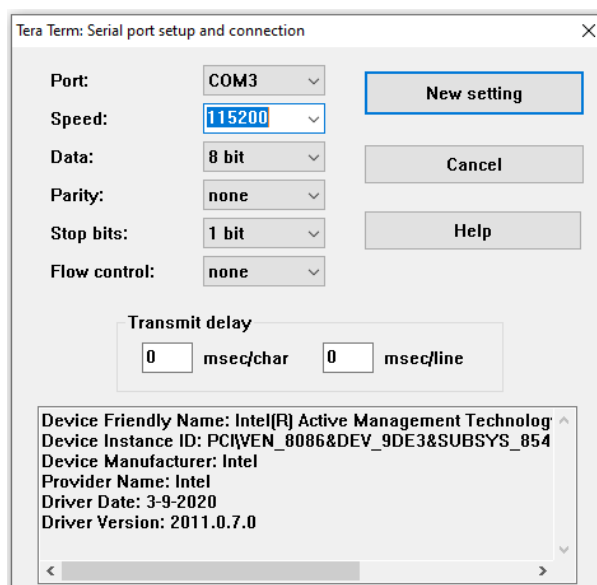 Tera Term: Serial port setup and connection
Port: COM3
New setting
Speed: 115200
Data: 8 bit
Cancel
Parity: none
Stop bits: 1 bit
Help
Flow control: none
Transmit delay
0 msec/char 0 msec/line
Device Friendly Name: Intel(R) Active Management Technolog
Device Instance ID: PCI\VEN_8086&DEV_9DE3&SUBSYS_854
Device Manufacturer: Intel
Provider Name: Intel
Driver Date: 3-9-2020
Driver Version: 2011.0.7.0